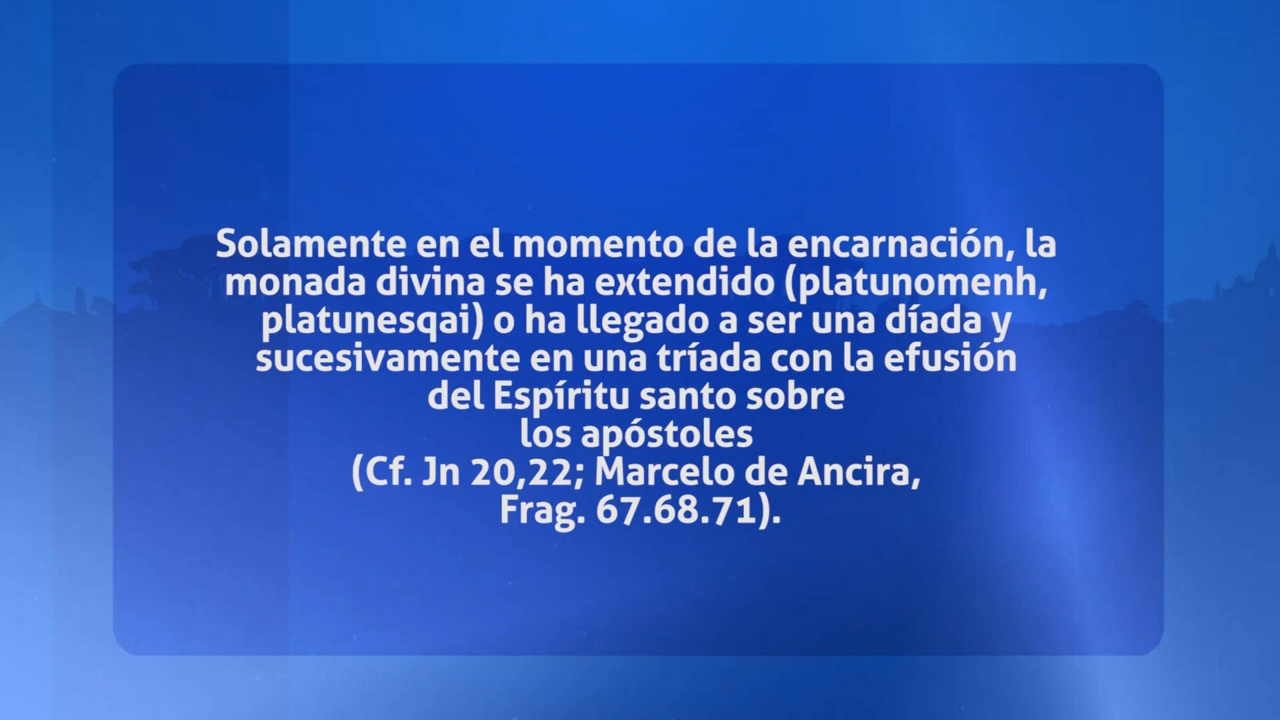 Solamente en el momento de la encarnación, la
monada divina se ha extendido (platunomenh,
platunesqai) o ha llegado a ser una díada y
sucesivamente en una tríada con la efusión
del Espíritu santo sobre
los apóstoles
(Cf. Jn 20,22; Marcelo de Ancira,
Frag. 67.68.71).